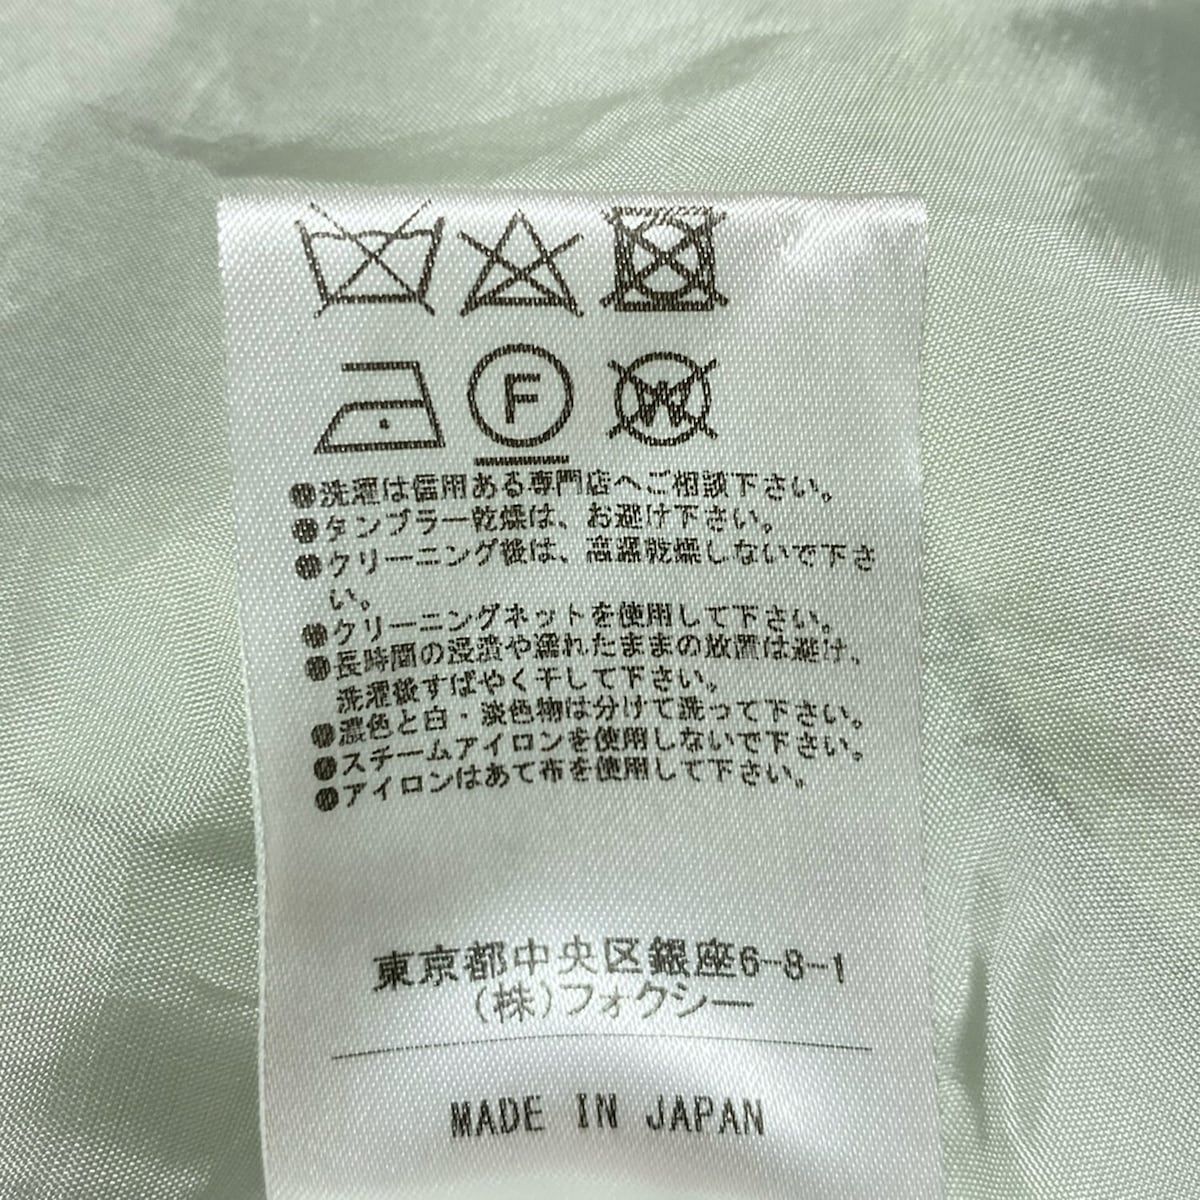 F
W
●洗濯は信用ある専門店へご相談下さい。
●タンブラー乾燥は、お避け下さい。
●クリーニング後は、高温乾燥しないで下さ
い。
●クリーニングネットを使用して下さい。
●長時間の浸漬や濡れたままの放置は避け、
洗濯後すばやく干して下さい。
●濃色と白・淡色物は分けて洗って下さい。
●スチームアイロンを使用しないで下さい。
●アイロンはあて布を使用して下さい。
東京都中央区銀座6-8-1
(株)フォクシー
MADE IN JAPAN